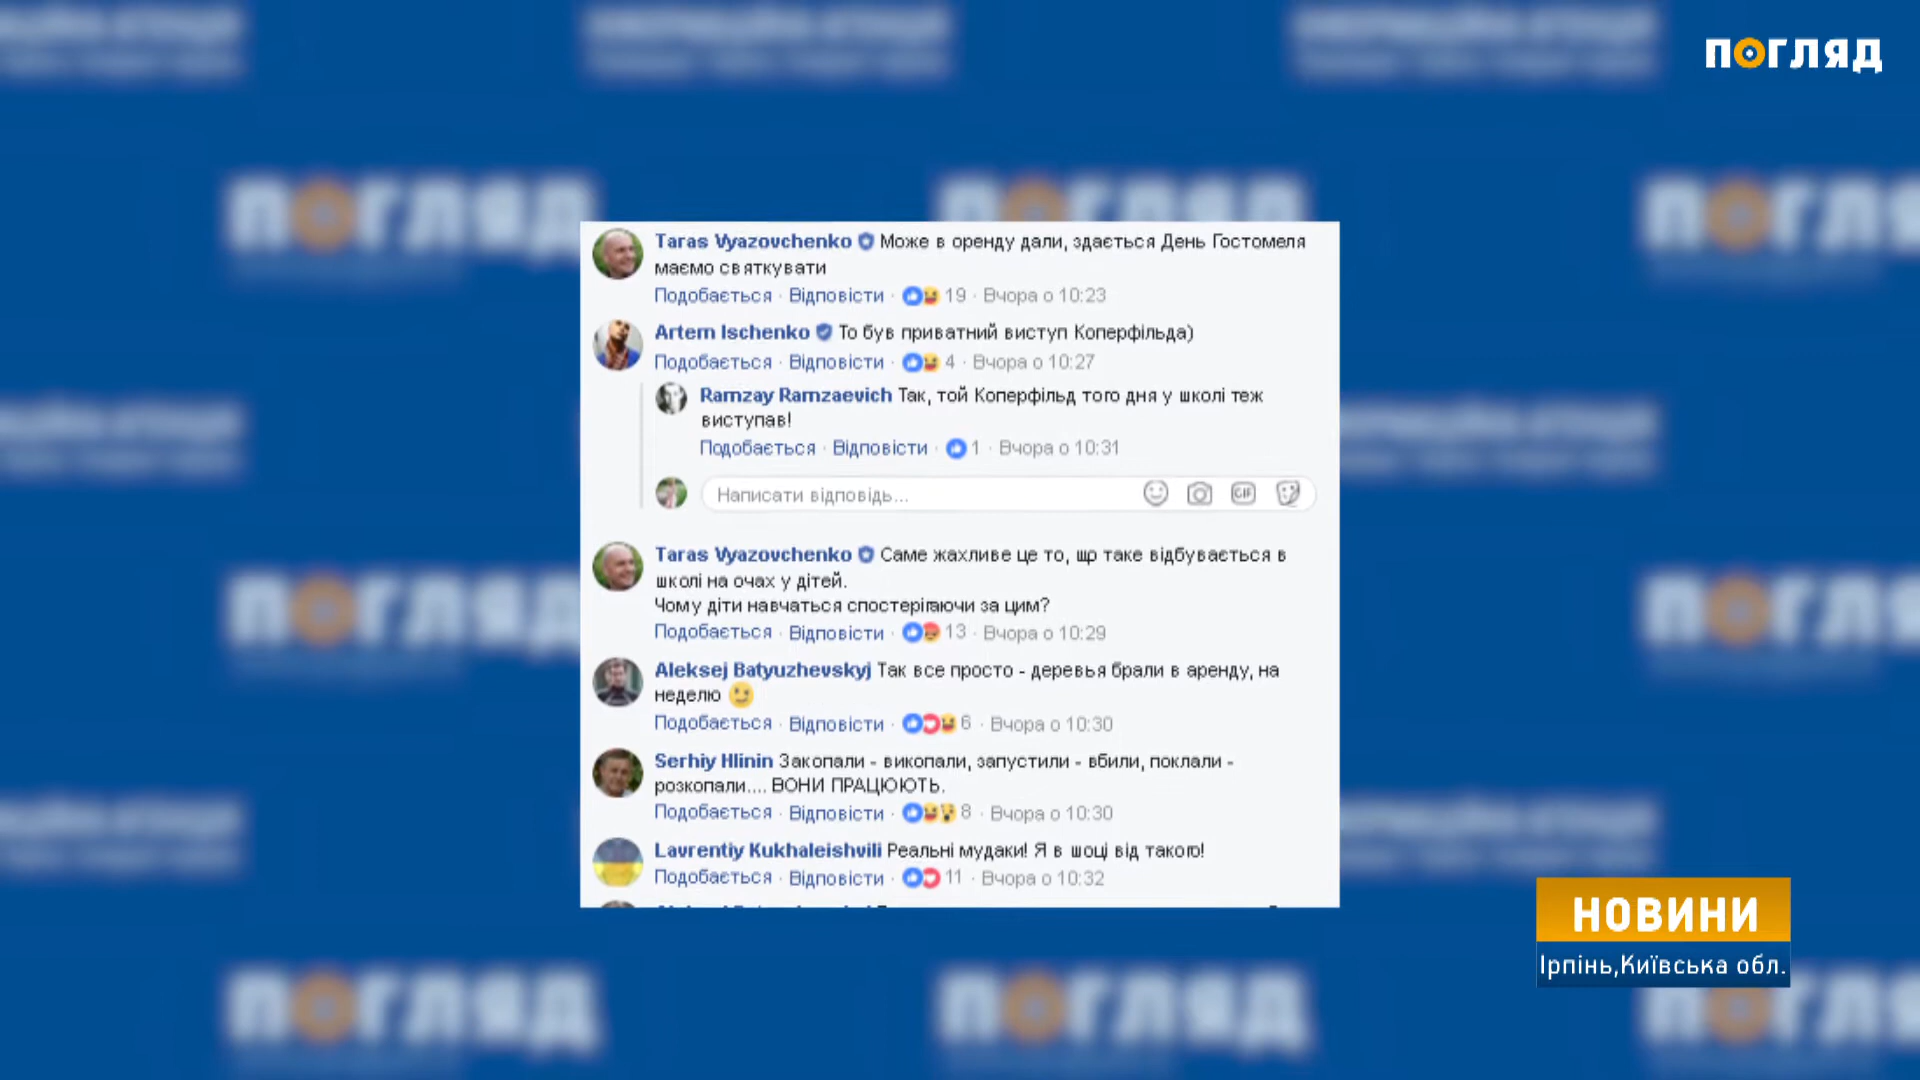 ПОГЛЯД
ПОГЛЯД
ПОГЛЯД
ПОГЛЯД
Taras Vyazovchenko Може в оренду дали, здається День Гостомеля
маємо святкувати
Подобається · Відповісти · 19 · Вчора о 10:23
Artem Ischenko То був приватний виступ Коперфільда)
Подобається · Відповісти · 4 · Вчора о 10:27
Ramzay Ramzaevich Так, той Коперфільд того дня у школі теж
виступав!
Подобається · Відповісти · 1 · Вчора о 10:31
Написати відповідь...
GIF
Taras Vyazovchenko Саме жахливе це то, що таке відбувається в
школі на очах у дітей.
Чому діти навчаться спостерігаючи за цим?
Подобається · Відповісти · 13 · Вчора о 10:29
Aleksej Batyuzhevskyj Так все просто - деревья брали в аренду, на
неделю 😉
Подобається · Відповісти · 6 · Вчора о 10:30
Serhiy Hlinin Закопали - викопали, запустили - вбили, поклали -
розкопали.... ВОНИ ПРАЦЮЮТЬ.
Подобається · Відповісти · 8 · Вчора о 10:30
Lavrentiy Kukhaleishvili Реальні мудаки! Я в шоці від такого!
Подобається · Відповісти · 11 · Вчора о 10:32
НОВИНИ
Ірпінь,Київська обл.
ПОГЛЯД
ПОГЛЯД